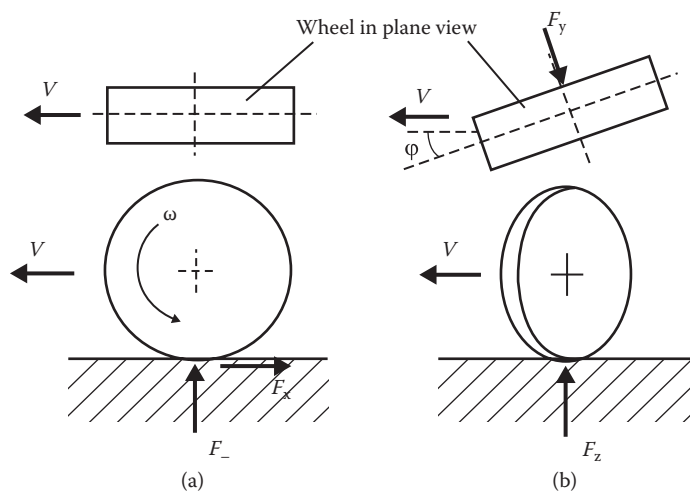 Wheel in plane view
F_y
V
V
φ
ω
V
V
F_x
F_–
F_z
(a)
(b)